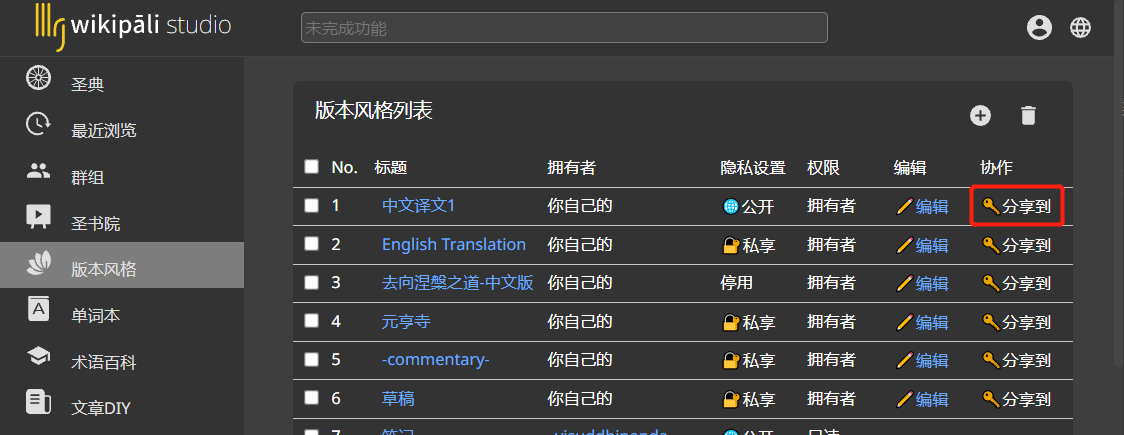 wikipāli studio
未完成功能
圣典
最近浏览
群组
圣书院
版本风格
单词本
术语百科
文章DIY
版本风格列表
No. 标题 拥有者 隐私设置 权限 编辑 协作
1 中文译文1 你自己的 公开 拥有者 编辑 分享到
2 English Translation 你自己的 私享 拥有者 编辑 分享到
3 去向涅槃之道-中文版 你自己的 停用 拥有者 编辑 分享到
4 元亨寺 你自己的 私享 拥有者 编辑 分享到
5 -commentary- 你自己的 私享 拥有者 编辑 分享到
6 草稿 你自己的 私享 拥有者 编辑 分享到